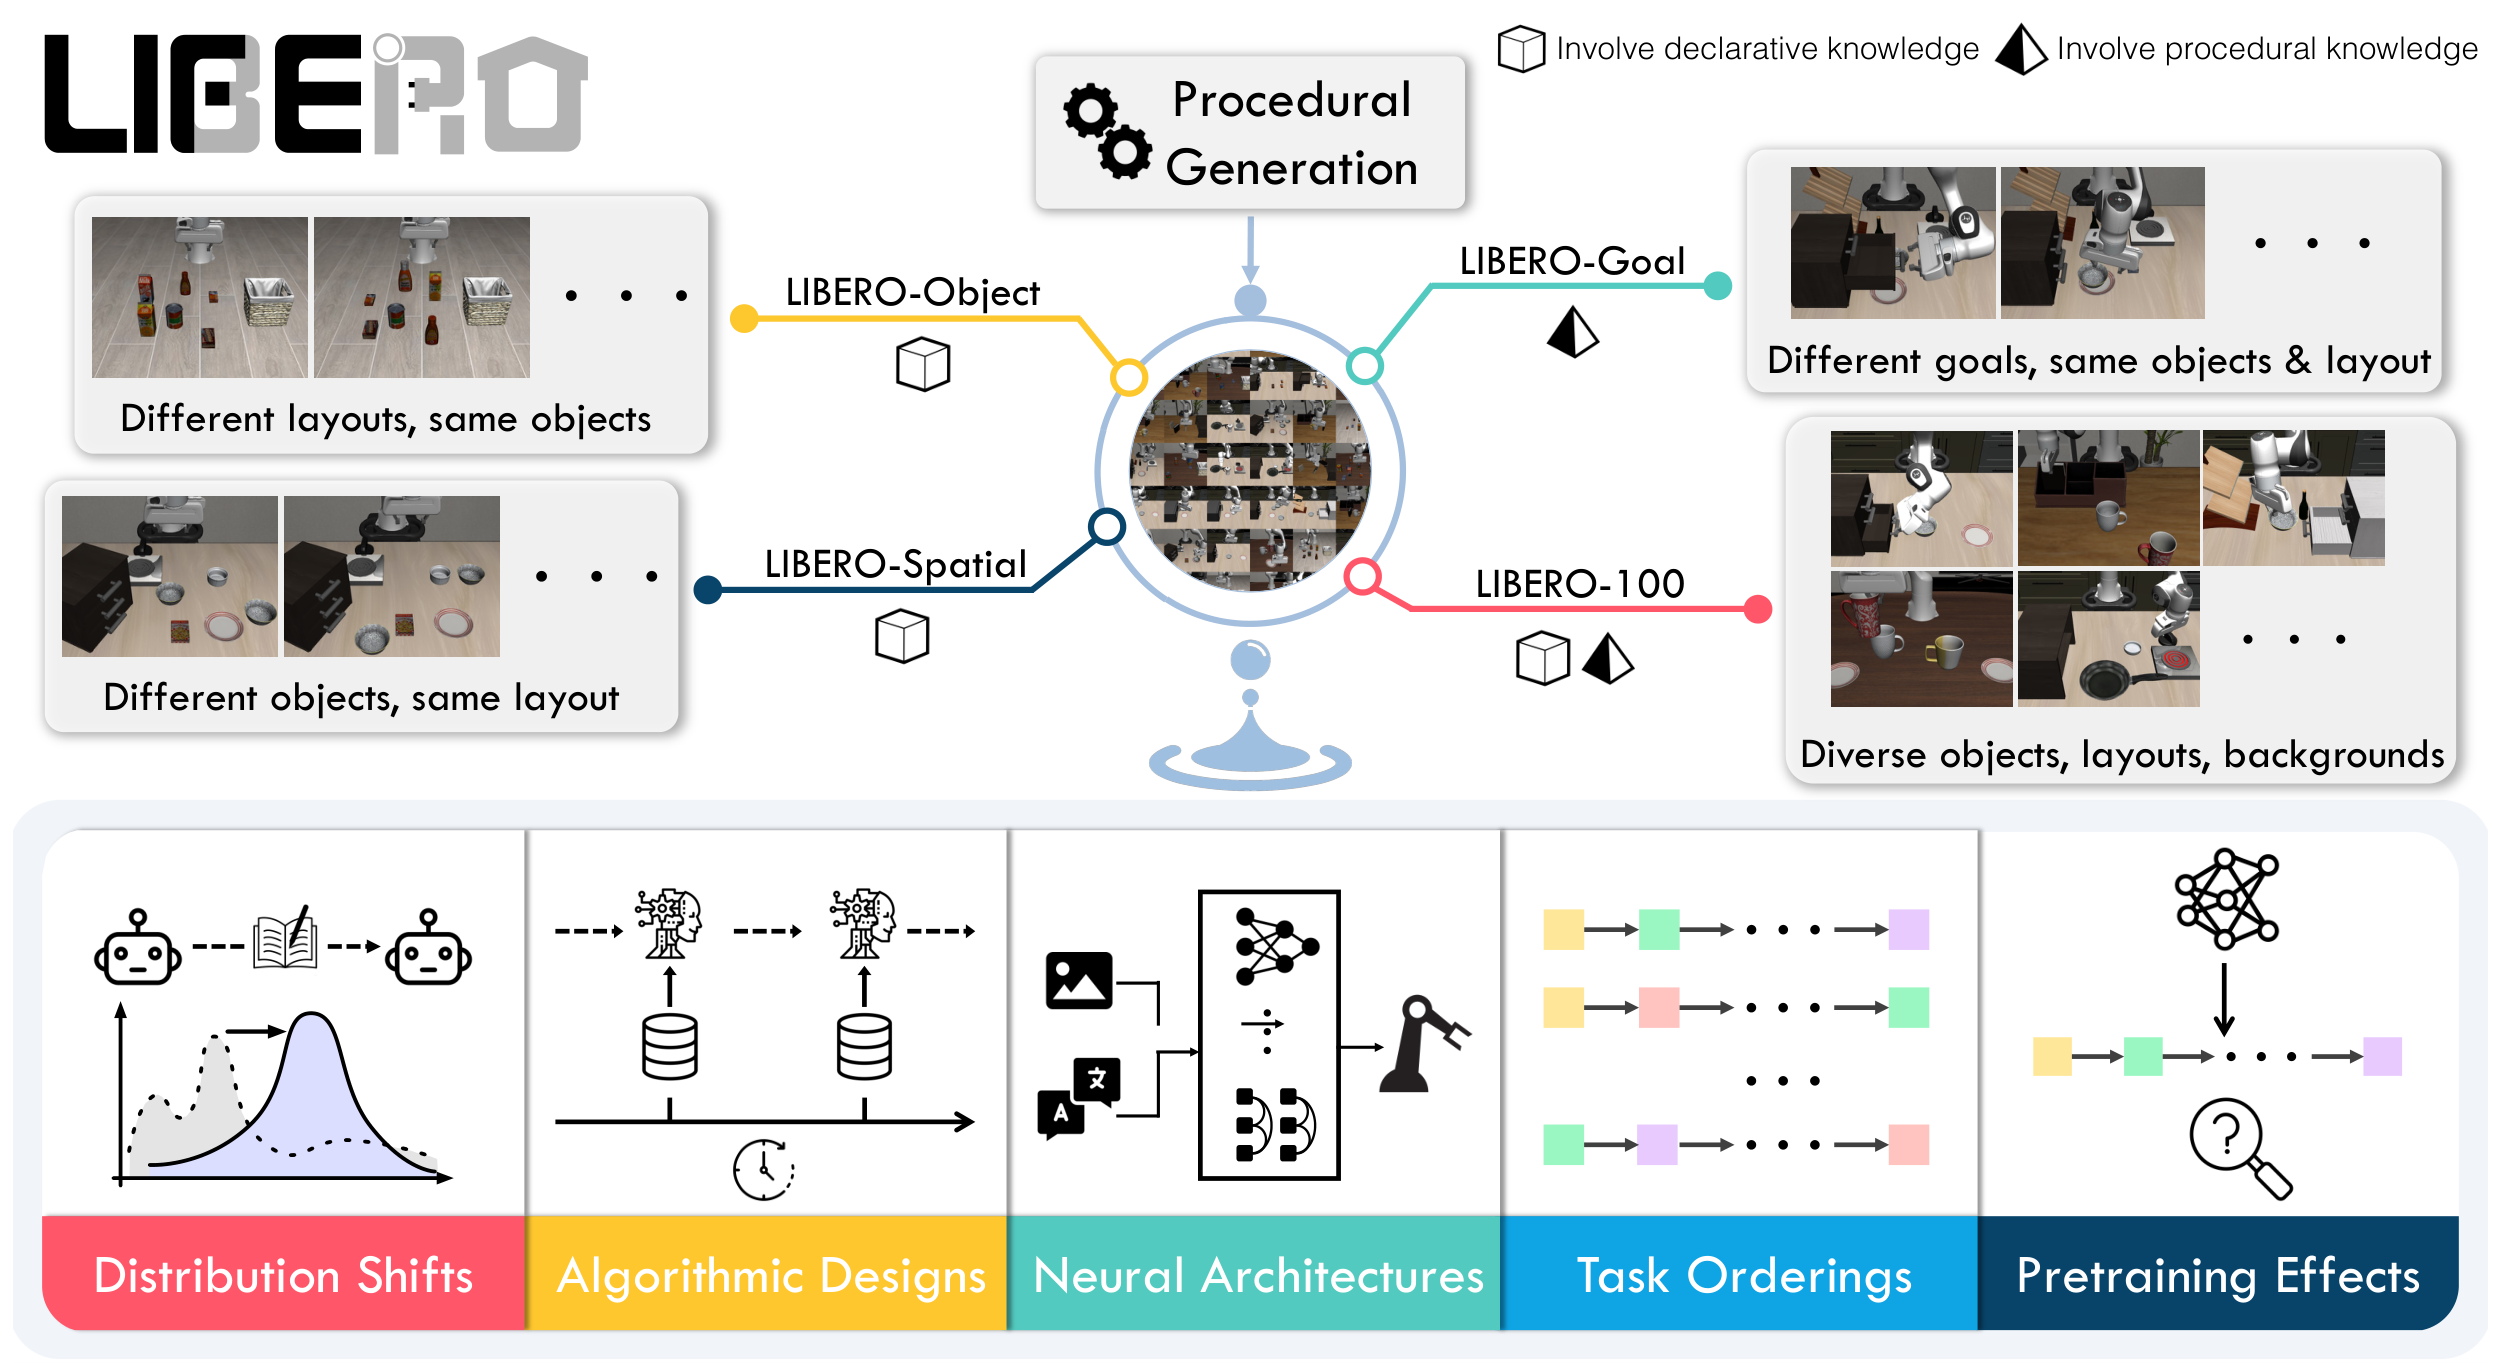 LIBERO
Involve declarative knowledge
Involve procedural knowledge
Procedural
Generation
LIBERO-Object
Different layouts, same objects
LIBERO-Goal
Different goals, same objects & layout
LIBERO-Spatial
Different objects, same layout
LIBERO-100
Diverse objects, layouts, backgrounds
A
文
?
Distribution Shifts
Algorithmic Designs
Neural Architectures
Task Orderings
Pretraining Effects